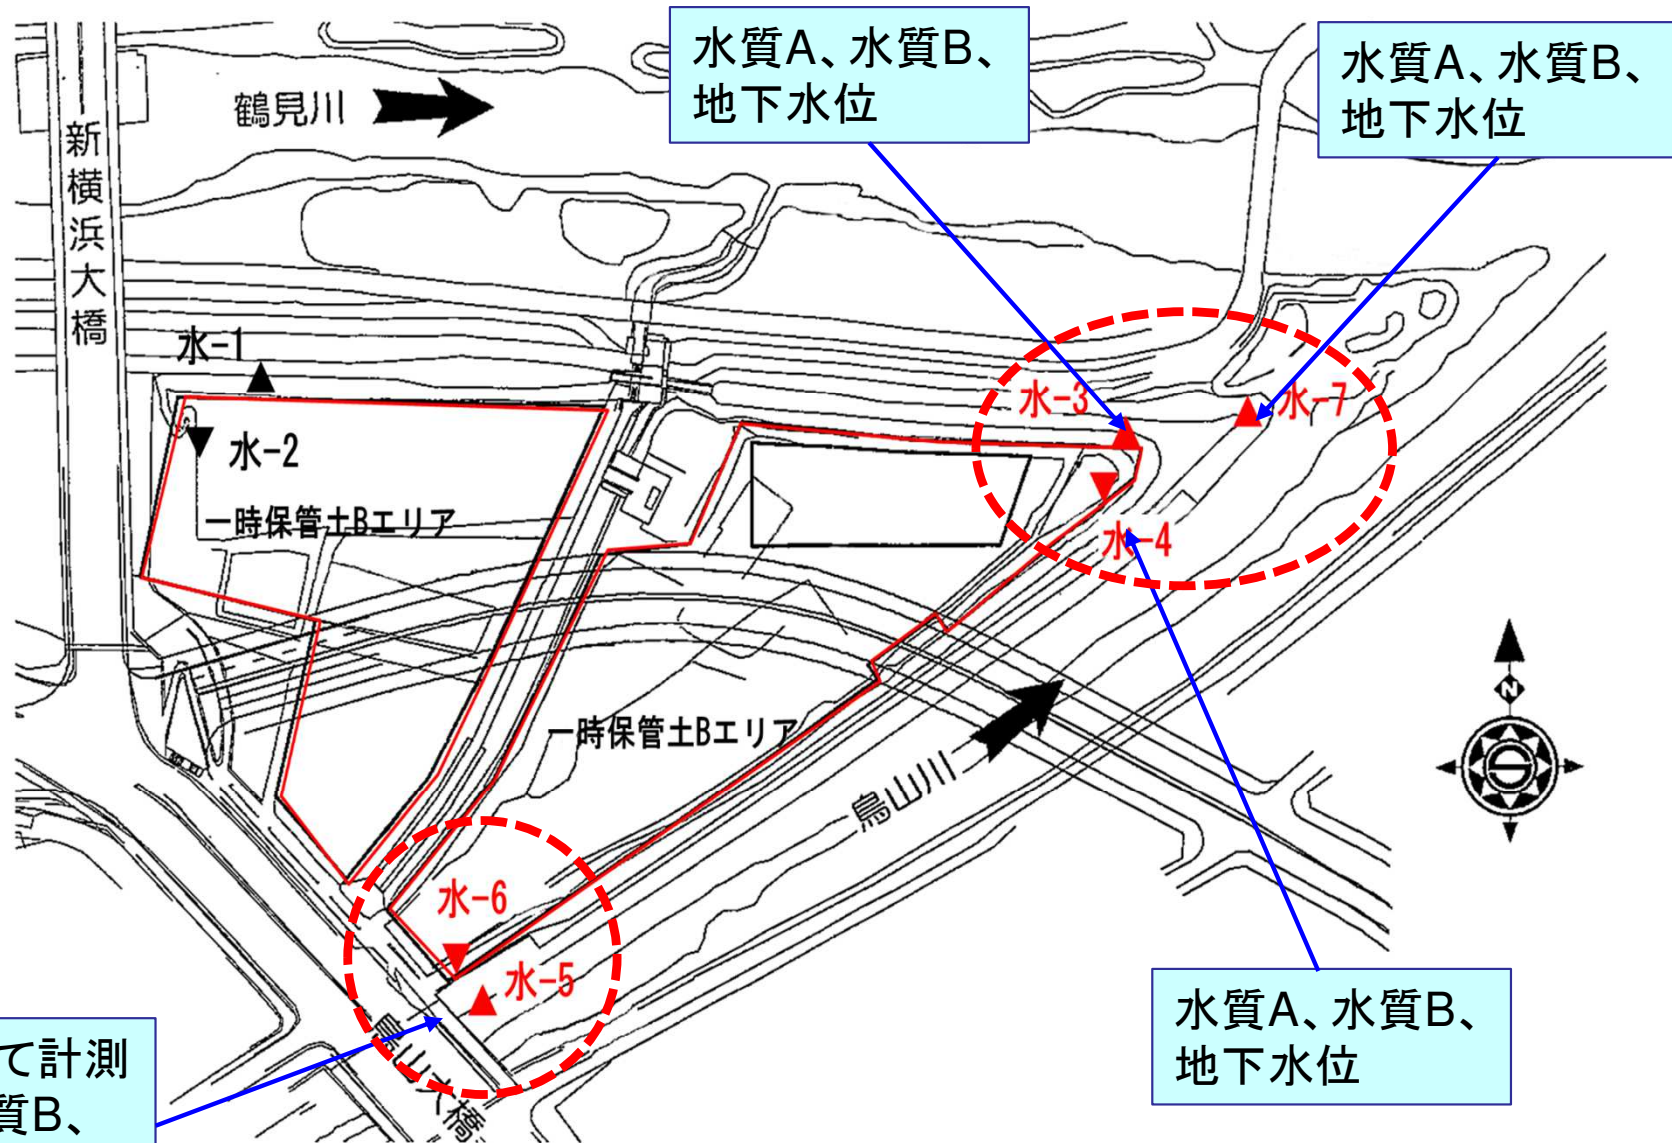 水質A、水質B、
地下水位
水質A、水質B、
地下水位
鶴見川
新横浜大橋
水-1
水-2
水-3
水-7
水-4
一時保管土Bエリア
一時保管土Bエリア
N
鳥山川
水-6
水-5
鳥山大橋
水質A、水質B、
地下水位
て計測
質B、